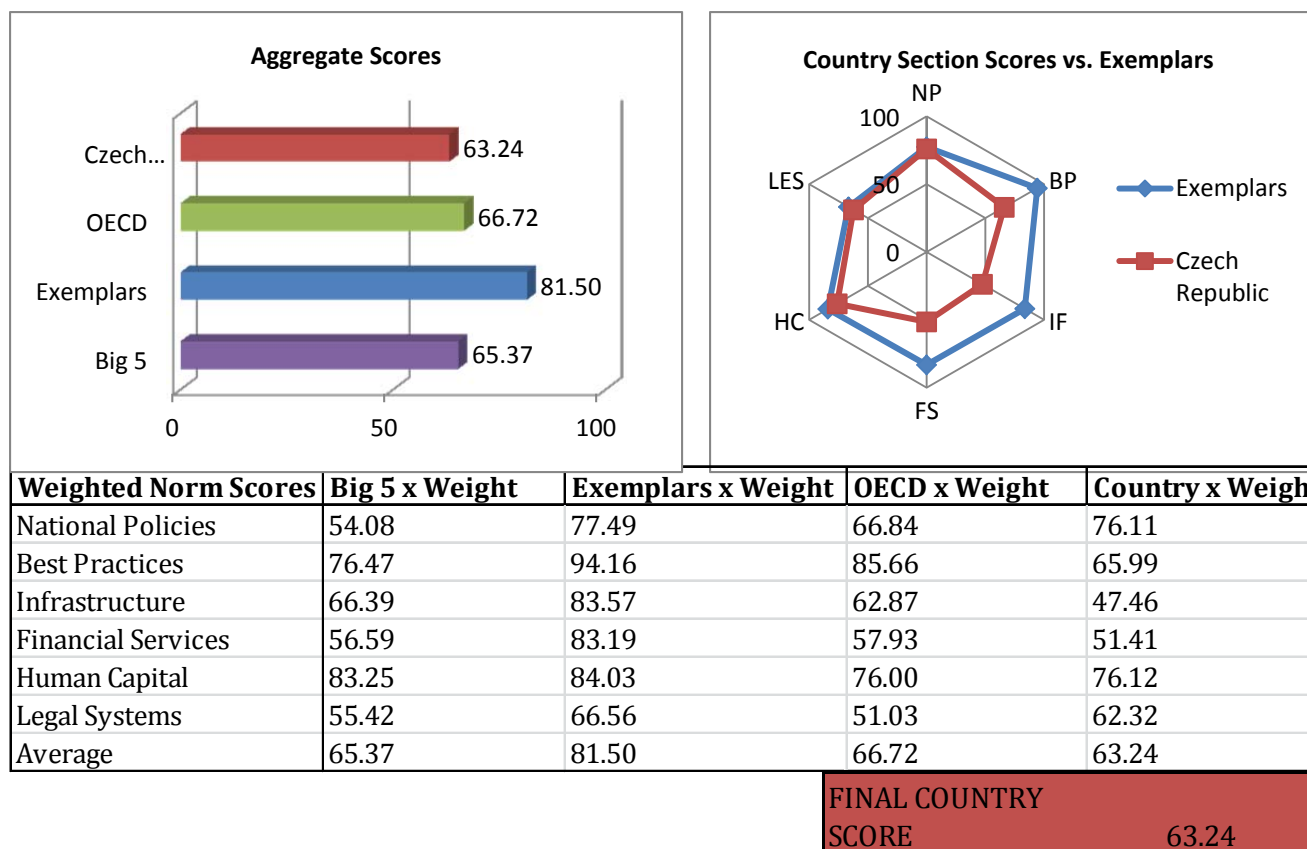 Aggregate Scores
Czech...
63.24
OECD
66.72
Exemplars
81.50
Big 5
65.37
0 50 100
Country Section Scores vs. Exemplars
NP
100
LES
50
BP
0
HC
IF
FS
Exemplars
Czech
Republic
Weighted Norm Scores Big 5 x Weight Exemplars x Weight OECD x Weight Country x Weigh
National Policies 54.08 77.49 66.84 76.11
Best Practices 76.47 94.16 85.66 65.99
Infrastructure 66.39 83.57 62.87 47.46
Financial Services 56.59 83.19 57.93 51.41
Human Capital 83.25 84.03 76.00 76.12
Legal Systems 55.42 66.56 51.03 62.32
Average 65.37 81.50 66.72 63.24
FINAL COUNTRY
SCORE 63.24